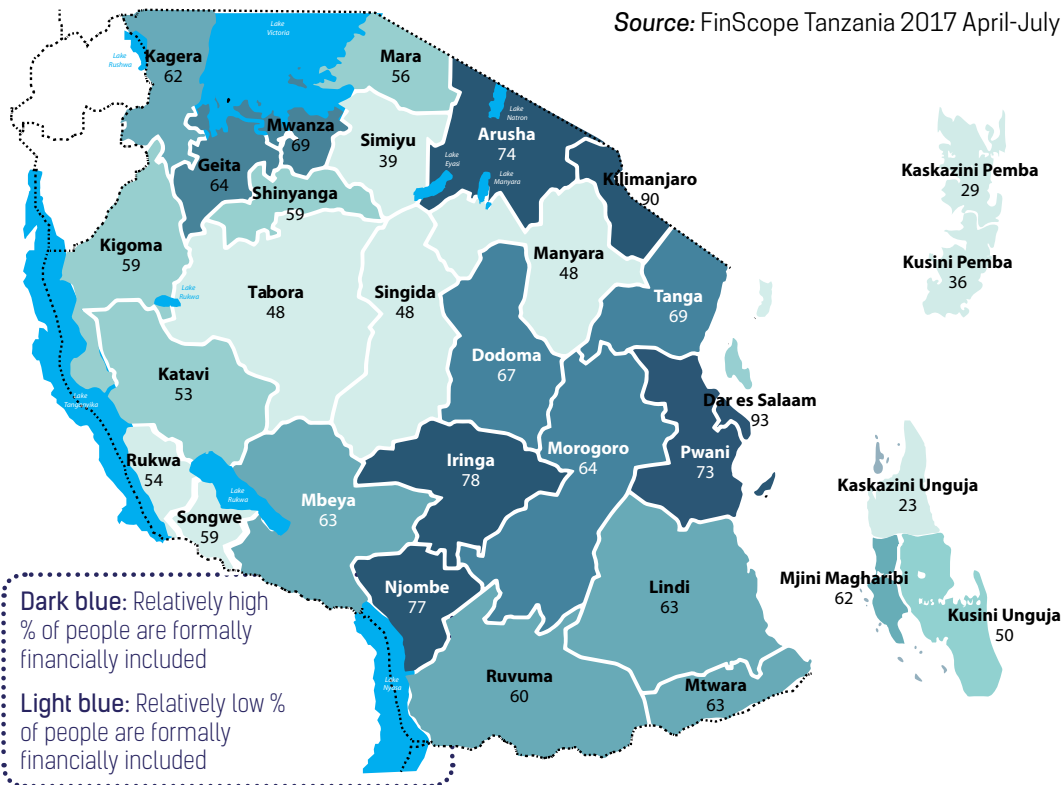 Source: FinScope Tanzania 2017 April-July
Lake
Victoria
Lake
Rushwa
Kagera
62
Mara
56
Lake
Natron
Mwanza
69
Simiyu
39
Arusha
74
Lake
Eyasi
Lake
Manyara
Geita
64
Shinyanga
59
Kilimanjaro
90
Kaskazini Pemba
29
Kigoma
59
Manyara
48
Kusini Pemba
36
Lake
Rukwa
Tabora
48
Singida
48
Tanga
69
Dodoma
67
Katavi
53
Lake
Tanganyika
Dar es Salaam
93
Rukwa
54
Iringa
78
Morogoro
64
Pwani
73
Lake
Rukwa
Mbeya
63
Kaskazini Unguja
23
Songwe
59
Mjini Magharibi
62
Njombe
77
Lindi
63
Kusini Unguja
50
Lake
Nyasa
Ruvuma
60
Mtwara
63
Dark blue: Relatively high
% of people are formally
financially included
Light blue: Relatively low %
of people are formally
financially included